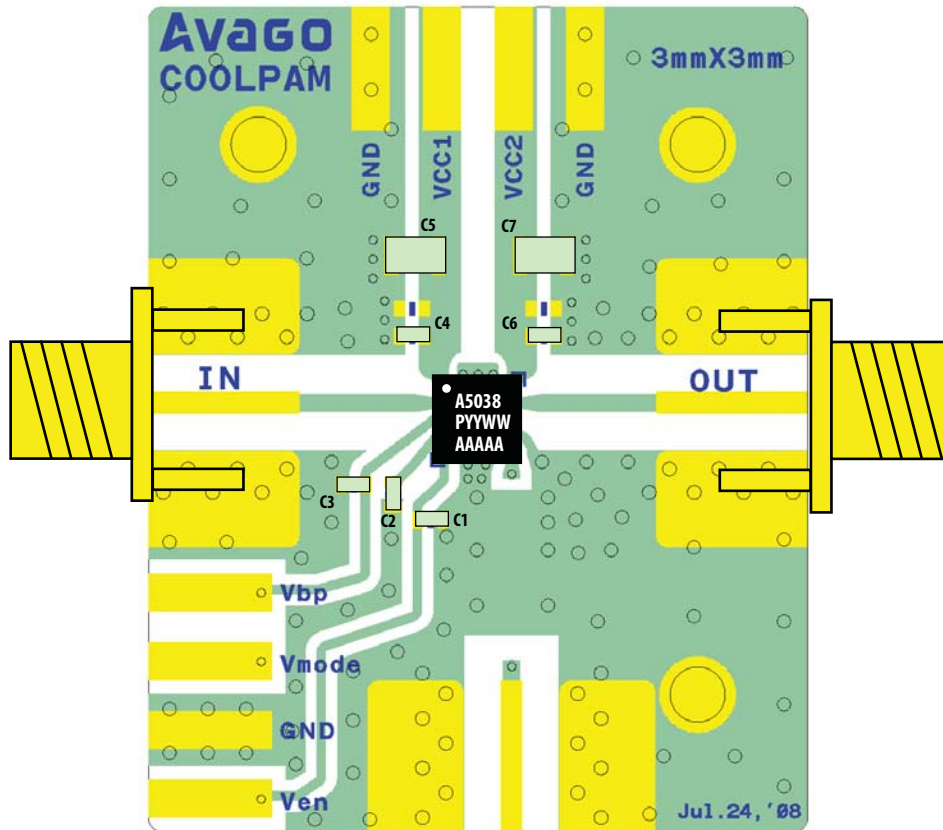 Avago
COOLPAM
3mmX3mm
GND
VCC1
VCC2
GND
C5
C7
C4
C6
IN
OUT
A5038
PYYWW
AAAAA
C3
C2
C1
Vbp
Vmode
GND
Ven
Jul.24,'08